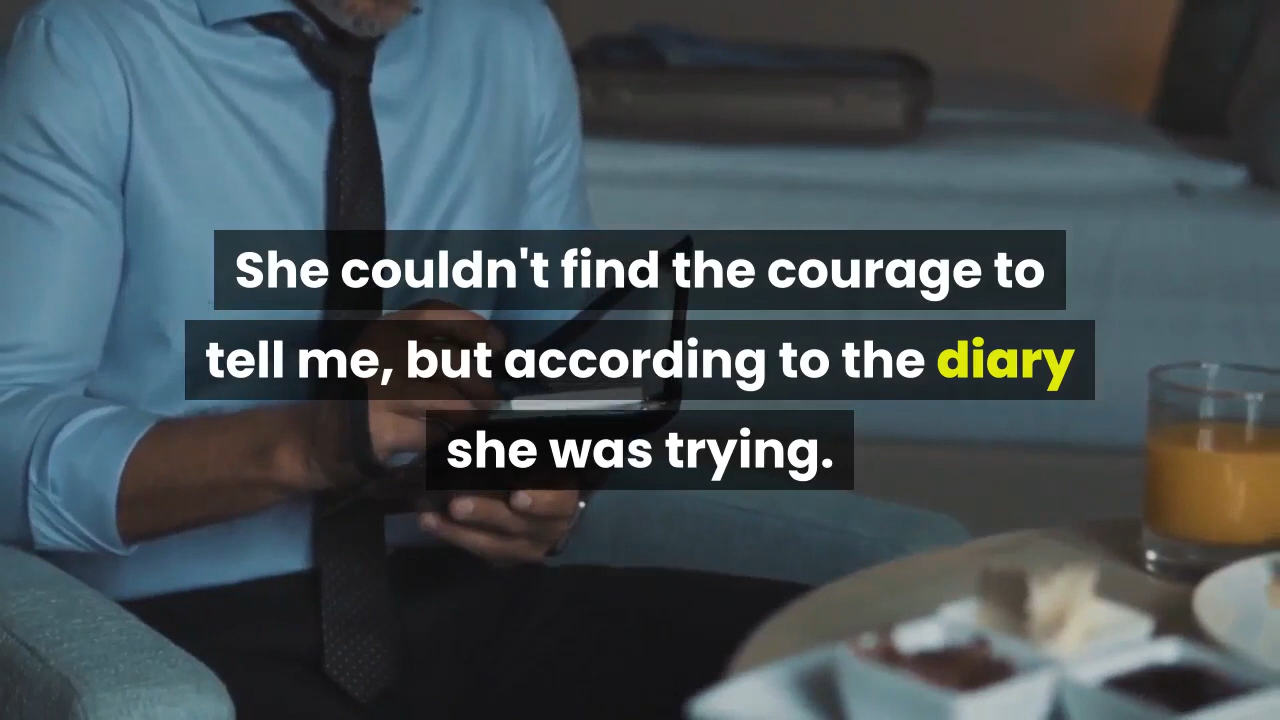 She couldn't find the courage to
tell me, but according to the diary
she was trying.